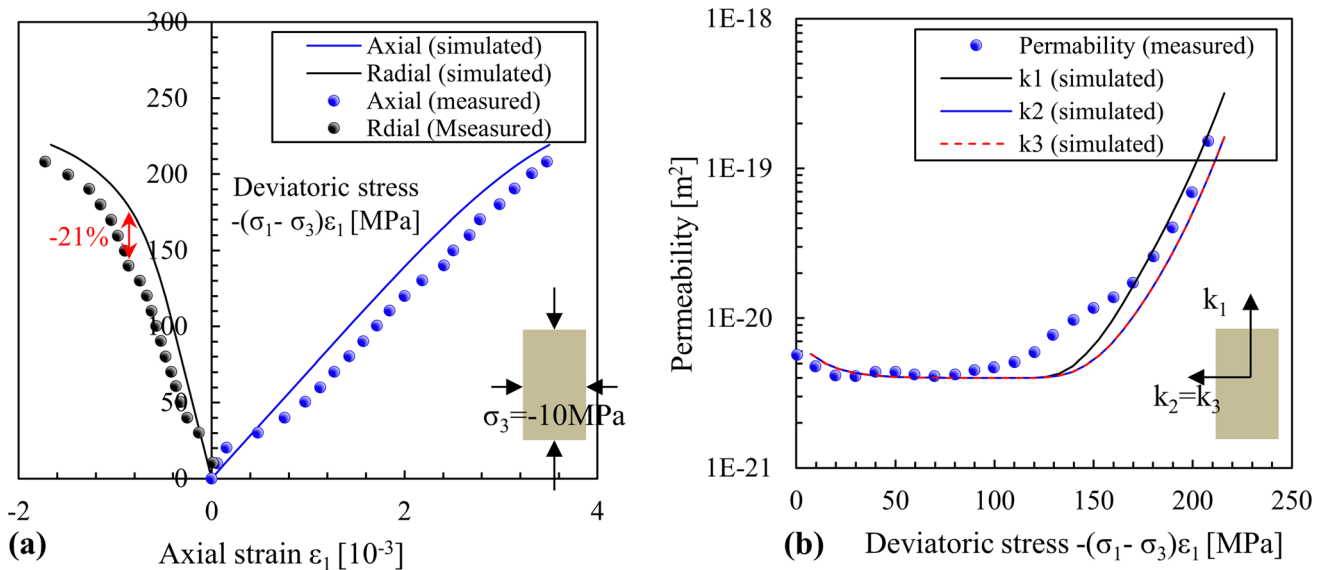 300
250
200
150
100
50
0
-2
0
2
4
Axial (simulated)
Radial (simulated)
Axial (measured)
Rdial (Mseasured)
Deviatoric stress
-(σ₁- σ₃)ε₁ [MPa]
-21%
σ₃=-10MPa
(a)
Axial strain ε₁ [10⁻³]
1E-18
1E-19
1E-20
1E-21
Permeability [m²]
Permability (measured)
k1 (simulated)
k2 (simulated)
k3 (simulated)
k₁
k₂=k₃
0
50
100
150
200
250
(b)
Deviatoric stress -(σ₁- σ₃)ε₁ [MPa]